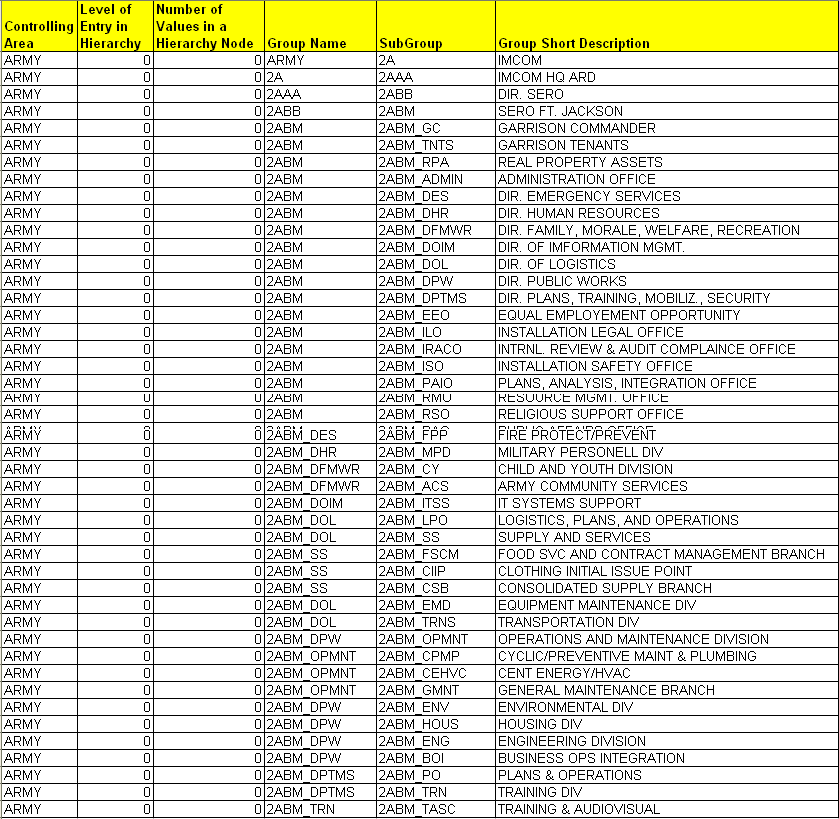 Controlling Area Level of Entry in Hierarchy Number of Values in a Hierarchy Node Group Name SubGroup Group Short Description
ARMY 0 0 ARMY 2A IMCOM
ARMY 0 0 2A 2AAA IMCOM HQ ARD
ARMY 0 0 2AAA 2ABB DIR. SERO
ARMY 0 0 2ABB 2ABM SERO FT. JACKSON
ARMY 0 0 2ABM 2ABM_GC GARRISON COMMANDER
ARMY 0 0 2ABM 2ABM_TNTS GARRISON TENANTS
ARMY 0 0 2ABM 2ABM_RPA REAL PROPERTY ASSETS
ARMY 0 0 2ABM 2ABM_ADMIN ADMINISTRATION OFFICE
ARMY 0 0 2ABM 2ABM_DES DIR. EMERGENCY SERVICES
ARMY 0 0 2ABM 2ABM_DHR DIR. HUMAN RESOURCES
ARMY 0 0 2ABM 2ABM_DFMWR DIR. FAMILY, MORALE, WELFARE, RECREATION
ARMY 0 0 2ABM 2ABM_DOIM DIR. OF IMFORMATION MGMT.
ARMY 0 0 2ABM 2ABM_DOL DIR. OF LOGISTICS
ARMY 0 0 2ABM 2ABM_DPW DIR. PUBLIC WORKS
ARMY 0 0 2ABM 2ABM_DPTMS DIR. PLANS, TRAINING, MOBILIZ., SECURITY
ARMY 0 0 2ABM 2ABM_EEO EQUAL EMPLOYEMENT OPPORTUNITY
ARMY 0 0 2ABM 2ABM_ILO INSTALLATION LEGAL OFFICE
ARMY 0 0 2ABM 2ABM_IRACO INTRNL. REVIEW & AUDIT COMPLAINCE OFFICE
ARMY 0 0 2ABM 2ABM_ISO INSTALLATION SAFETY OFFICE
ARMY 0 0 2ABM 2ABM_PAIO PLANS, ANALYSIS, INTEGRATION OFFICE
ARMY 0 0 2ABM 2ABM_RMO RESOURCE MGMT. OFFICE
ARMY 0 0 2ABM 2ABM_RSO RELIGIOUS SUPPORT OFFICE
ARMY 0 0 2ABM_DES 2ABM_FPP FIRE PROTECT/PREVENT
ARMY 0 0 2ABM_DHR 2ABM_MPD MILITARY PERSONELL DIV
ARMY 0 0 2ABM_DFMWR 2ABM_CY CHILD AND YOUTH DIVISION
ARMY 0 0 2ABM_DFMWR 2ABM_ACS ARMY COMMUNITY SERVICES
ARMY 0 0 2ABM_DOIM 2ABM_ITSS IT SYSTEMS SUPPORT
ARMY 0 0 2ABM_DOL 2ABM_LPO LOGISTICS, PLANS, AND OPERATIONS
ARMY 0 0 2ABM_DOL 2ABM_SS SUPPLY AND SERVICES
ARMY 0 0 2ABM_SS 2ABM_FSCM FOOD SVC AND CONTRACT MANAGEMENT BRANCH
ARMY 0 0 2ABM_SS 2ABM_CIIP CLOTHING INITIAL ISSUE POINT
ARMY 0 0 2ABM_SS 2ABM_CSB CONSOLIDATED SUPPLY BRANCH
ARMY 0 0 2ABM_DOL 2ABM_EMD EQUIPMENT MAINTENANCE DIV
ARMY 0 0 2ABM_DOL 2ABM_TRNS TRANSPORTATION DIV
ARMY 0 0 2ABM_DPW 2ABM_OPMNT OPERATIONS AND MAINTENANCE DIVISION
ARMY 0 0 2ABM_OPMNT 2ABM_CPMP CYCLIC/PREVENTIVE MAINT & PLUMBING
ARMY 0 0 2ABM_OPMNT 2ABM_CEHVC CENT ENERGY/HVAC
ARMY 0 0 2ABM_OPMNT 2ABM_GMNT GENERAL MAINTENANCE BRANCH
ARMY 0 0 2ABM_DPW 2ABM_ENV ENVIRONMENTAL DIV
ARMY 0 0 2ABM_DPW 2ABM_HOUS HOUSING DIV
ARMY 0 0 2ABM_DPW 2ABM_ENG ENGINEERING DIVISION
ARMY 0 0 2ABM_DPW 2ABM_BOI BUSINESS OPS INTEGRATION
ARMY 0 0 2ABM_DPTMS 2ABM_PO PLANS & OPERATIONS
ARMY 0 0 2ABM_DPTMS 2ABM_TRN TRAINING DIV
ARMY 0 0 2ABM_TRN 2ABM_TASC TRAINING & AUDIOVISUAL